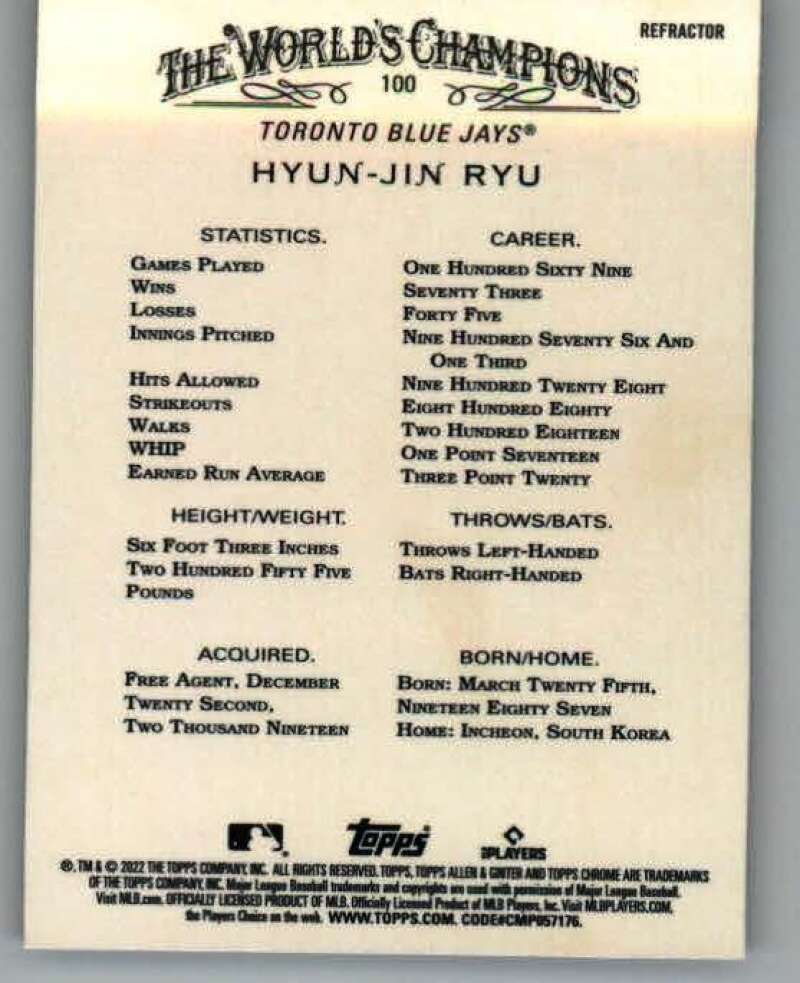 REFRACTOR
THE WORLD'S CHAMPIONS
100
TORONTO BLUE JAYS®
HYUN-JIN RYU
STATISTICS. CAREER.
GAMES PLAYED ONE HUNDRED SIXTY NINE
WINS SEVENTY THREE
LOSSES FORTY FIVE
INNINGS PITCHED NINE HUNDRED SEVENTY SIX AND
ONE THIRD
HITS ALLOWED NINE HUNDRED TWENTY EIGHT
STRIKEOUTS EIGHT HUNDRED EIGHTY
WALKS TWO HUNDRED EIGHTEEN
WHIP ONE POINT SEVENTEEN
EARNED RUN AVERAGE THREE POINT TWENTY
HEIGHT/WEIGHT.
SIX FOOT THREE INCHES
TWO HUNDRED FIFTY FIVE
POUNDS
THROWS/BATS.
THROWS LEFT-HANDED
BATS RIGHT-HANDED
ACQUIRED.
FREE AGENT, DECEMBER
TWENTY SECOND,
TWO THOUSAND NINETEEN
BORN/HOME.
BORN: MARCH TWENTY FIFTH,
NINETEEN EIGHTY SEVEN
HOME: INCHEON, SOUTH KOREA
topps PLAYERS
®, TM & © 2022 THE TOPPS COMPANY, INC. ALL RIGHTS RESERVED. TOPPS, TOPPS ALLEN & GINTER AND TOPPS CHROME ARE TRADEMARKS
OF THE TOPPS COMPANY, INC. Major League Baseball trademarks and copyrights are used with permission of Major League Baseball.
Visit MLB.com. OFFICIALLY LICENSED PRODUCT OF MLB. Officially Licensed Product of MLB Players, Inc. Visit MLBPLAYERS.COM,
the Players Choice on the web. WWW.TOPPS.COM. CODE#CMP057176.